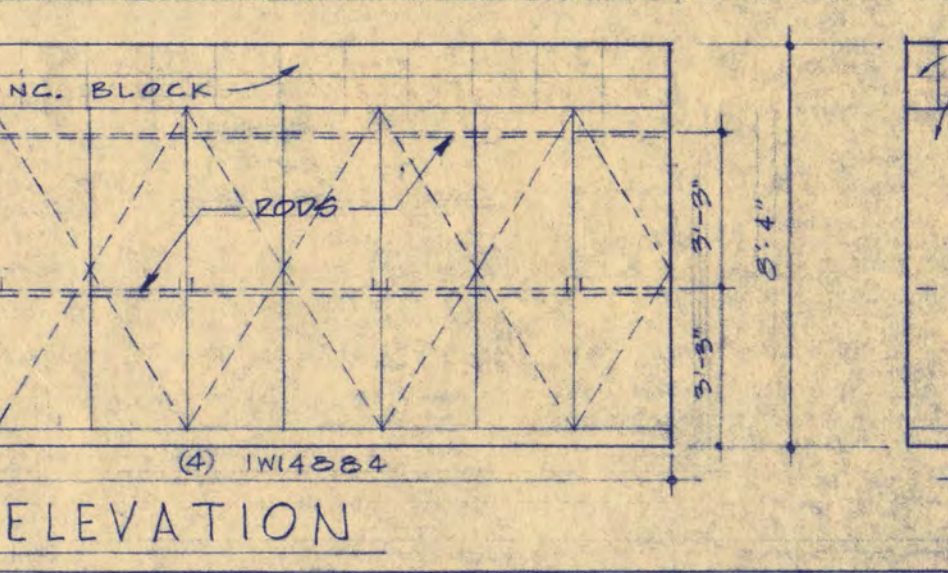 NC. BLOCK
RODS
3'-3"
8'-4"
3'-3"
(4) 1W14884
ELEVATION